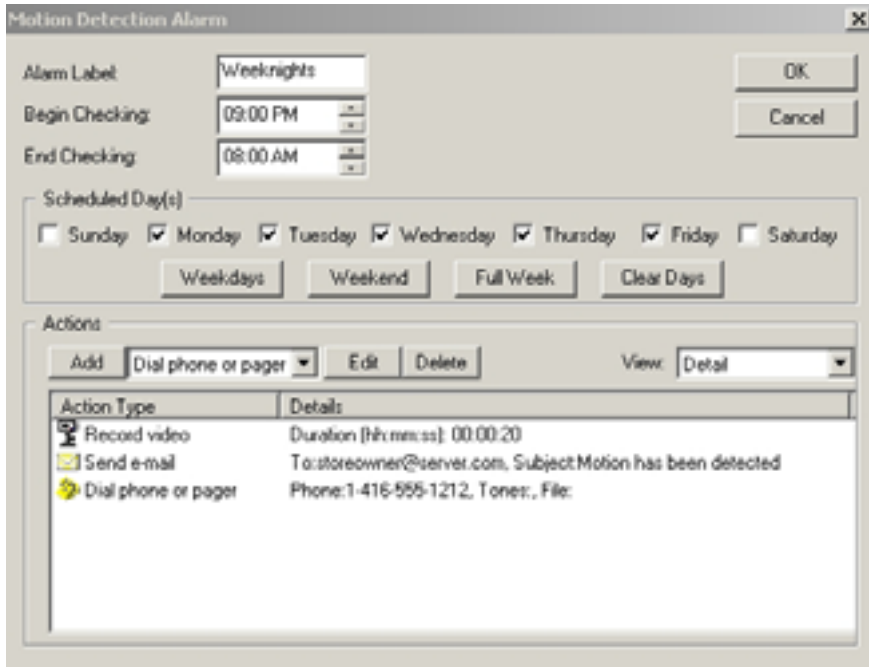 Motion Detection Alarm
Alarm Label: Weeknights OK
Begin Checking: 09:00 PM Cancel
End Checking: 08:00 AM
Scheduled Day(s)
Sunday Monday Tuesday Wednesday Thursday Friday Saturday
Weekdays Weekend Full Week Clear Days
Actions
Add Dial phone or pager Edit Delete View: Detail
Action Type Details
Record video Duration (hh:mm:ss): 00:00:20
Send e-mail To:storeowner@server.com, Subject:Motion has been detected
Dial phone or pager Phone:1-416-555-1212, Tones:, File: